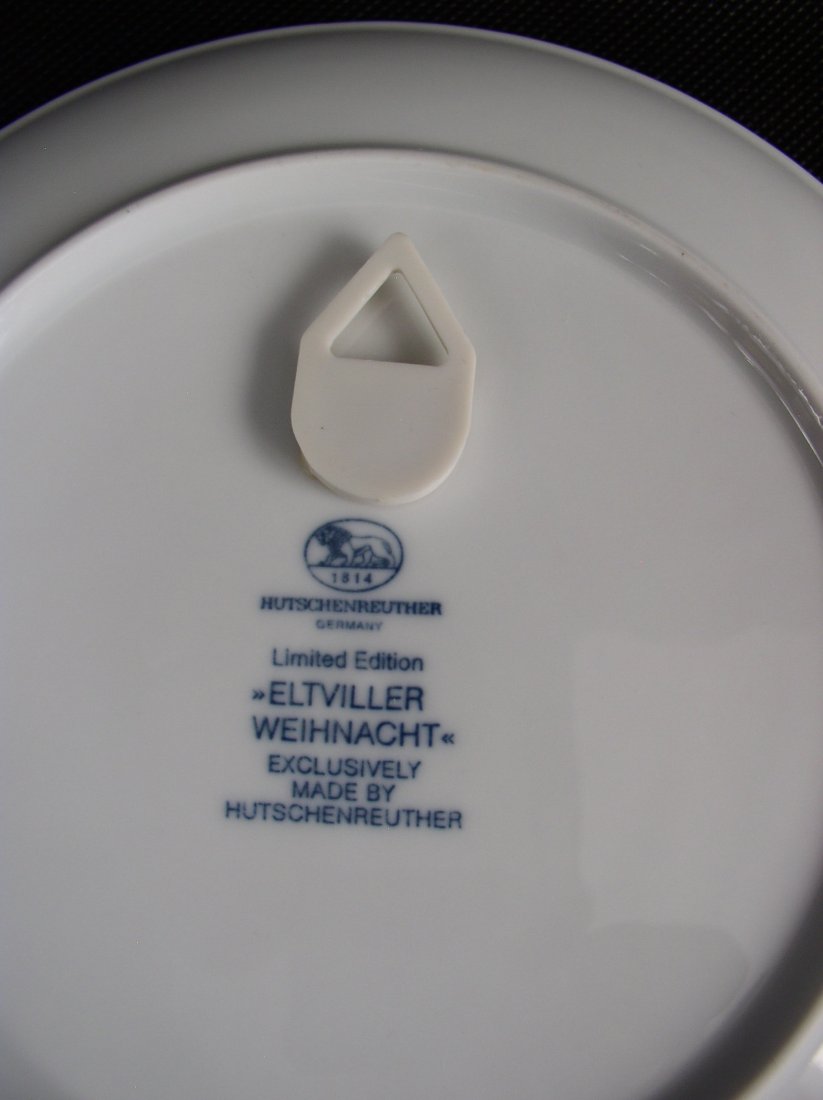 1814
HUTSCHENREUTHER
GERMANY
Limited Edition
»ELTVILLER
WEIHNACHT«
EXCLUSIVELY
MADE BY
HUTSCHENREUTHER